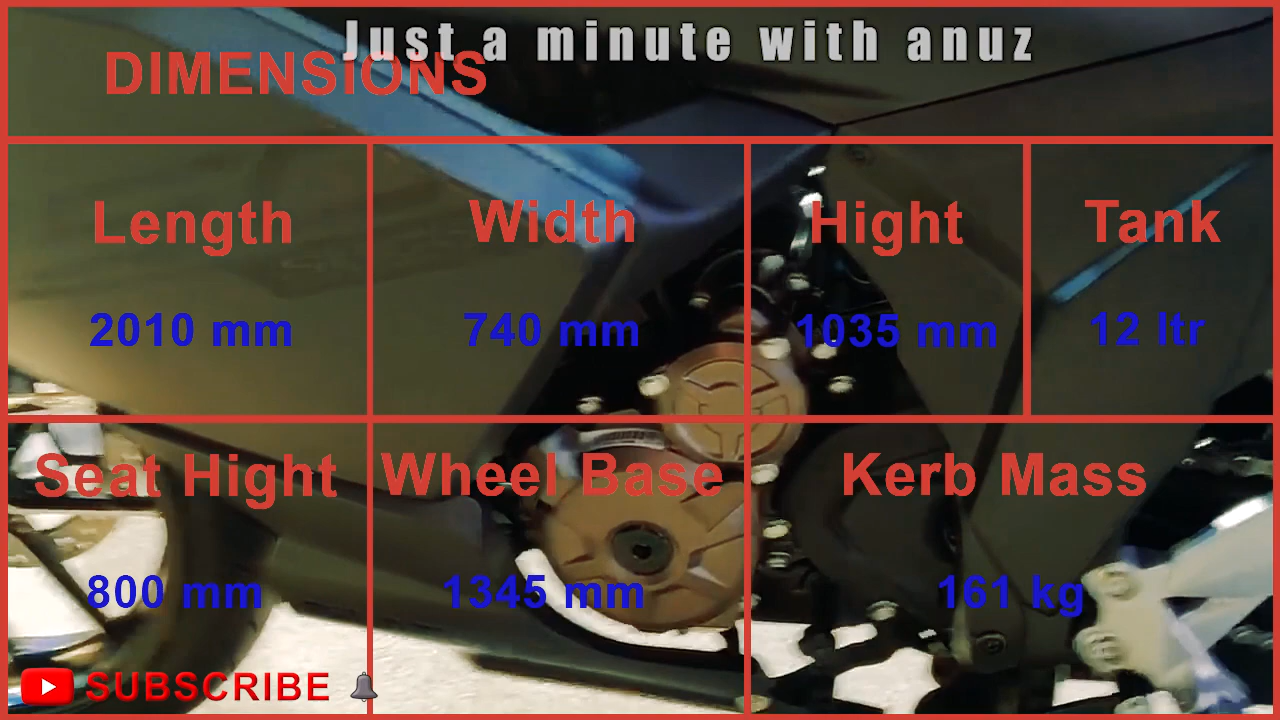 Just a minute with anuz
DIMENSIONS
Length Width Hight Tank
2010 mm 740 mm 1035 mm 12 ltr
Seat Hight Wheel Base Kerb Mass
800 mm 1345 mm 161 kg
SUBSCRIBE